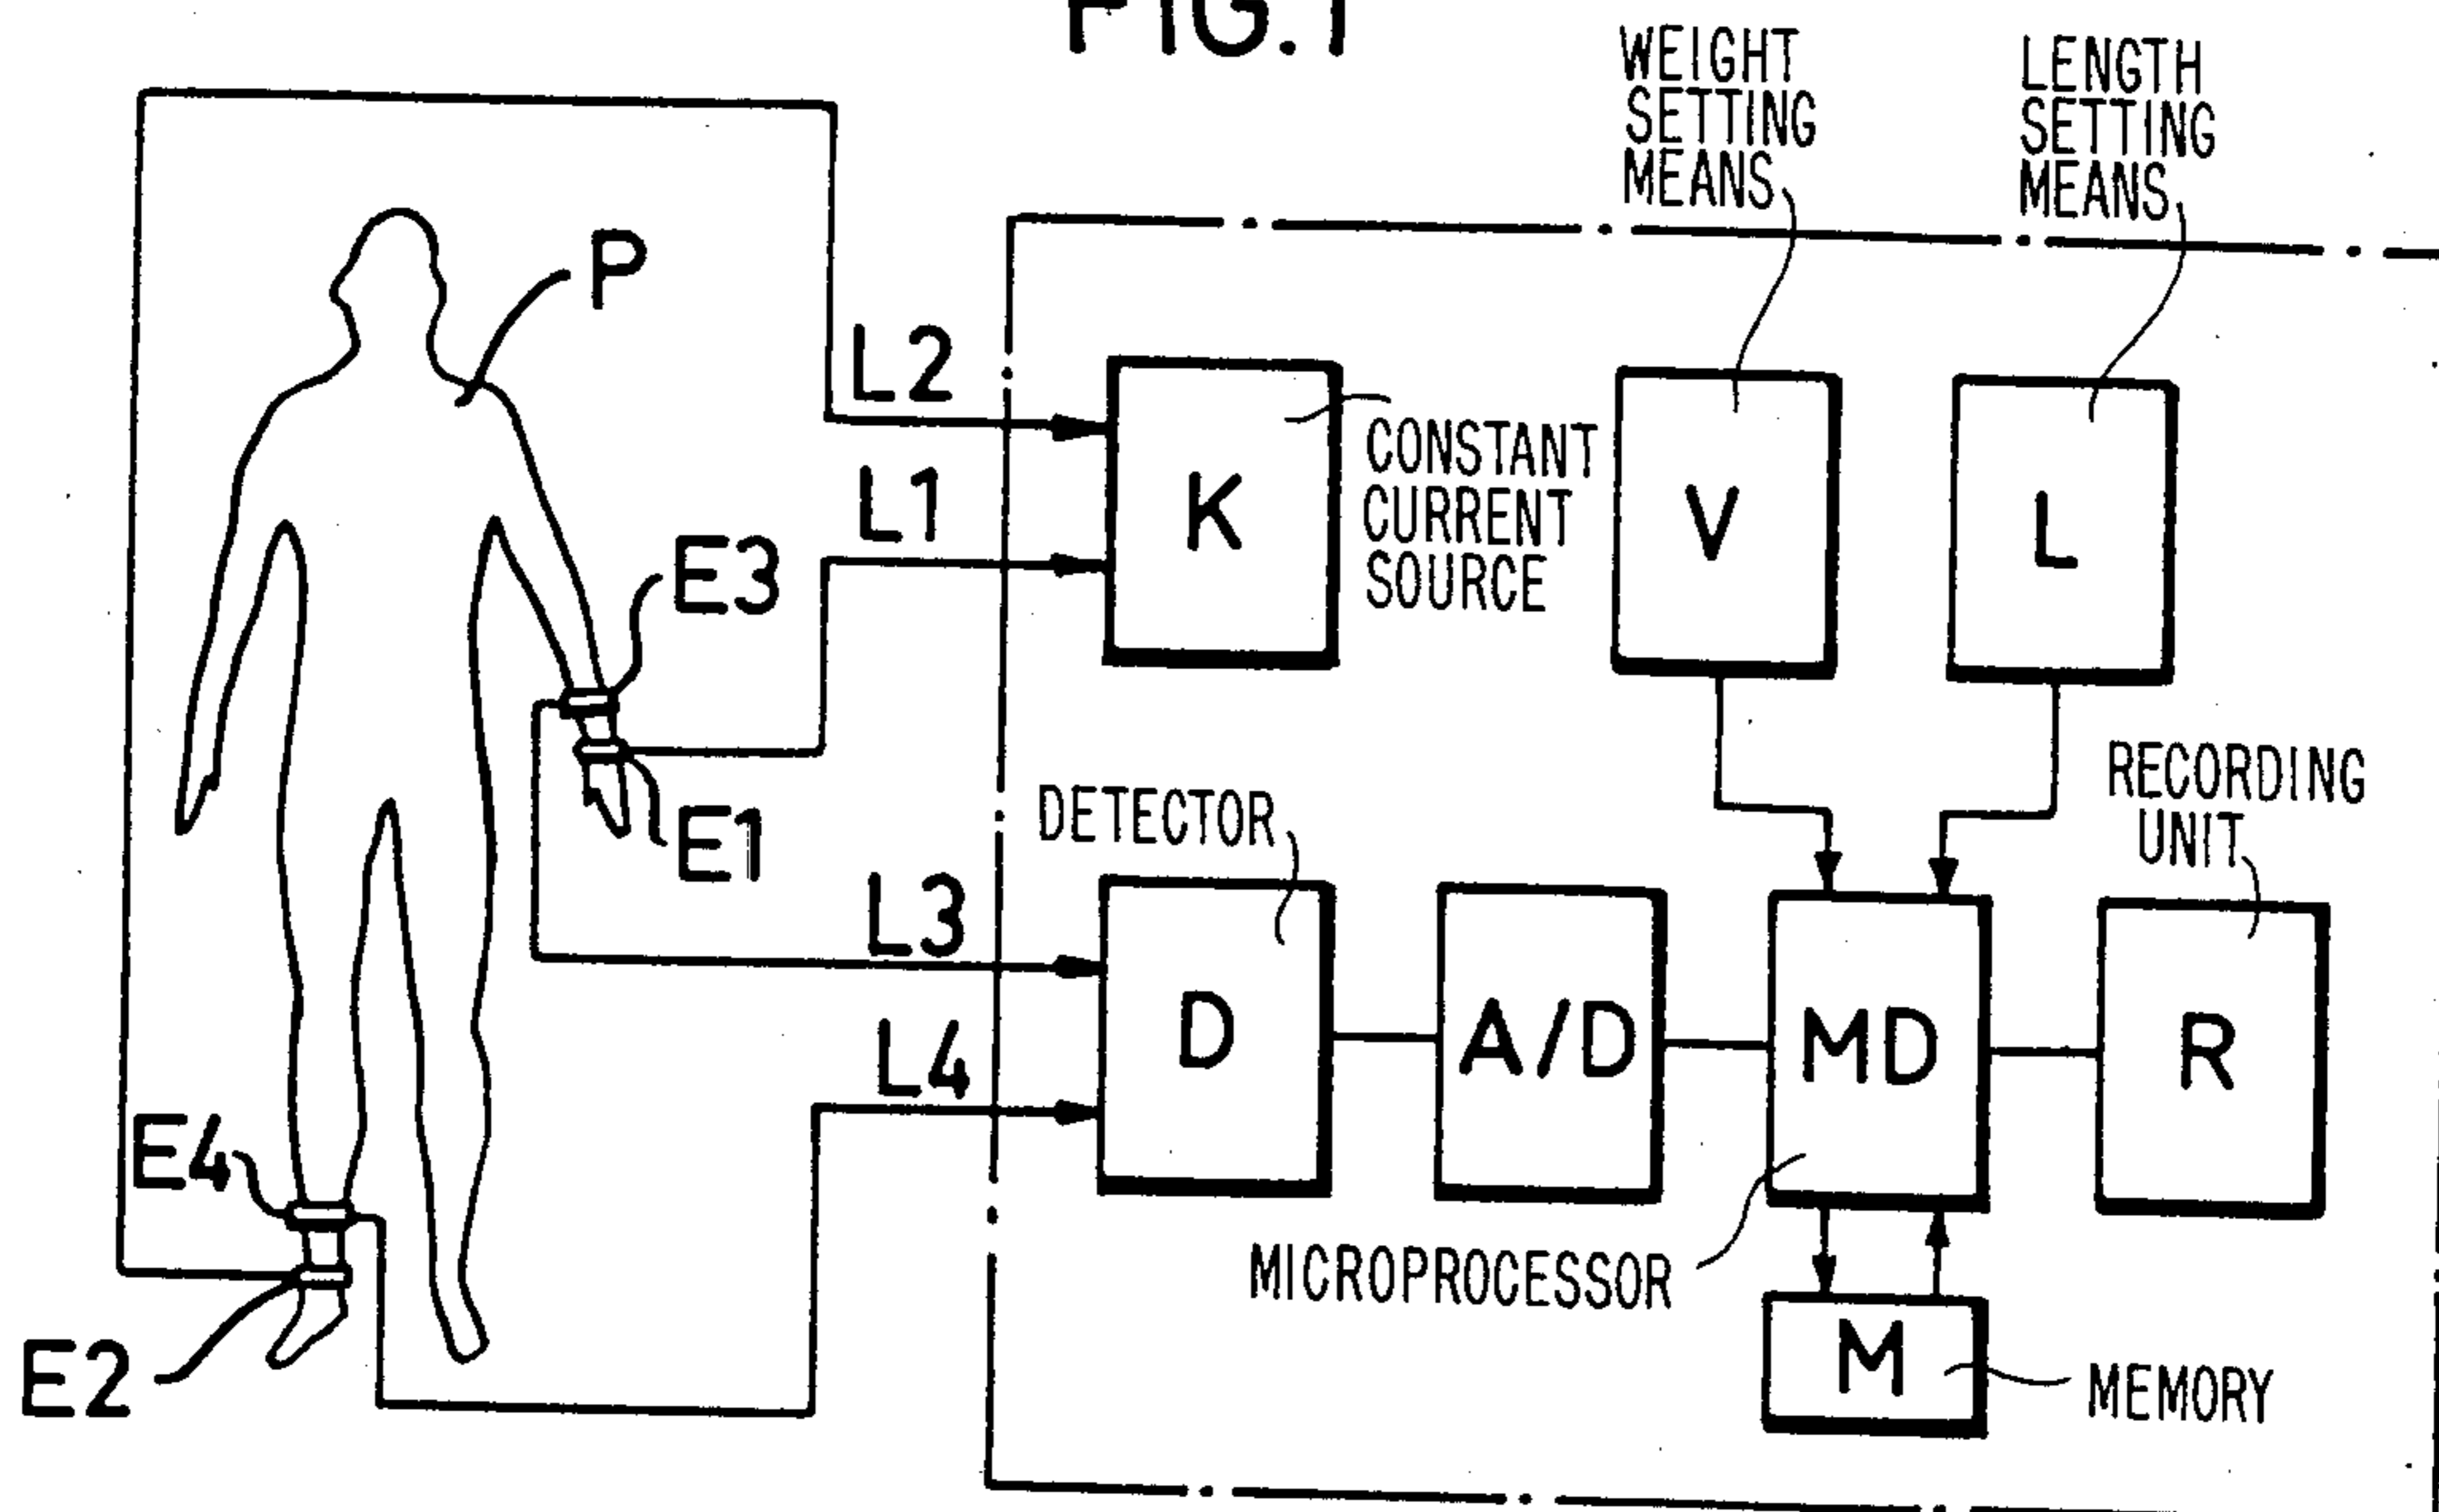 FIG.1
WEIGHT
SETTING
MEANS
LENGTH
SETTING
MEANS
P
L2
K
CONSTANT
CURRENT
SOURCE
V
L
L1
E3
E1
DETECTOR
RECORDING
UNIT
L3
D
A/D
MD
R
L4
E4
MICROPROCESSOR
M
MEMORY
E2